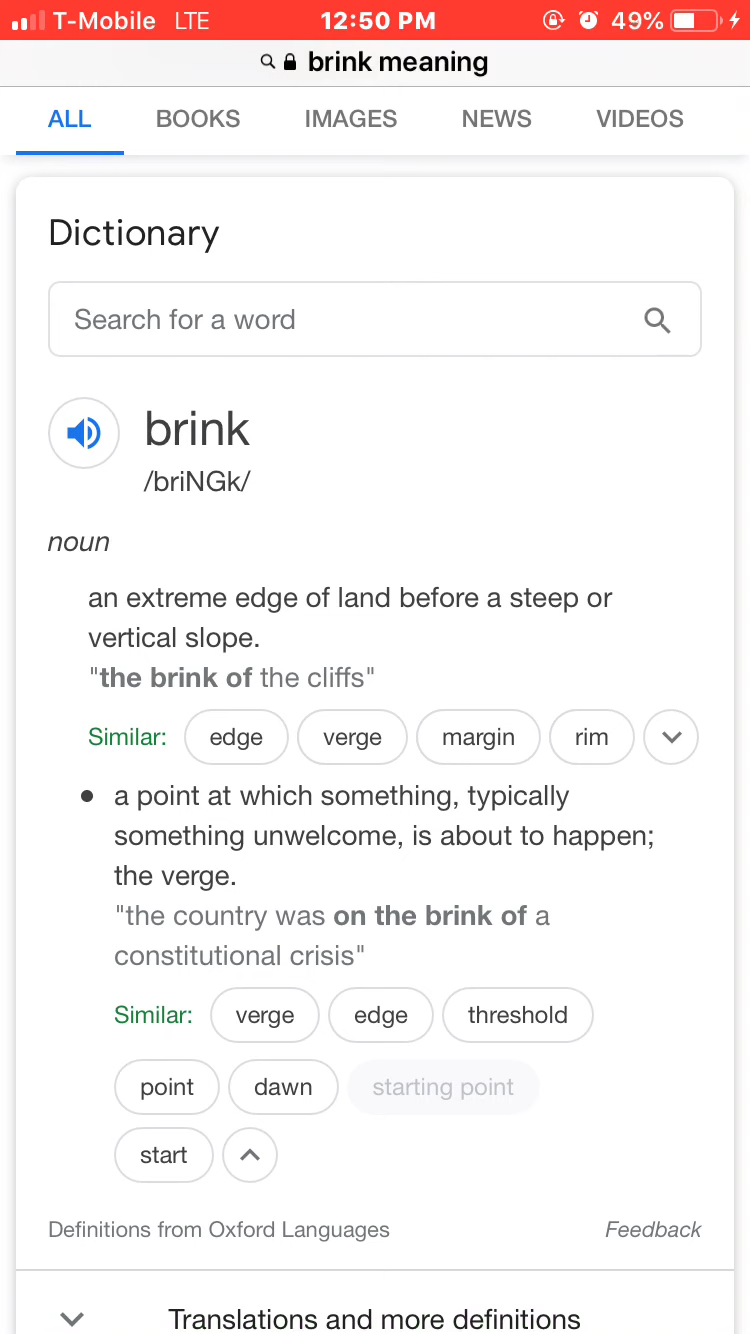 T-Mobile LTE 12:50 PM 49%
brink meaning
ALL BOOKS IMAGES NEWS VIDEOS
Dictionary
Search for a word
brink
/briNGk/
noun
an extreme edge of land before a steep or
vertical slope.
"the brink of the cliffs"
Similar: edge verge margin rim
• a point at which something, typically
something unwelcome, is about to happen;
the verge.
"the country was on the brink of a
constitutional crisis"
Similar: verge edge threshold
point dawn starting point
start
Definitions from Oxford Languages Feedback
Translations and more definitions